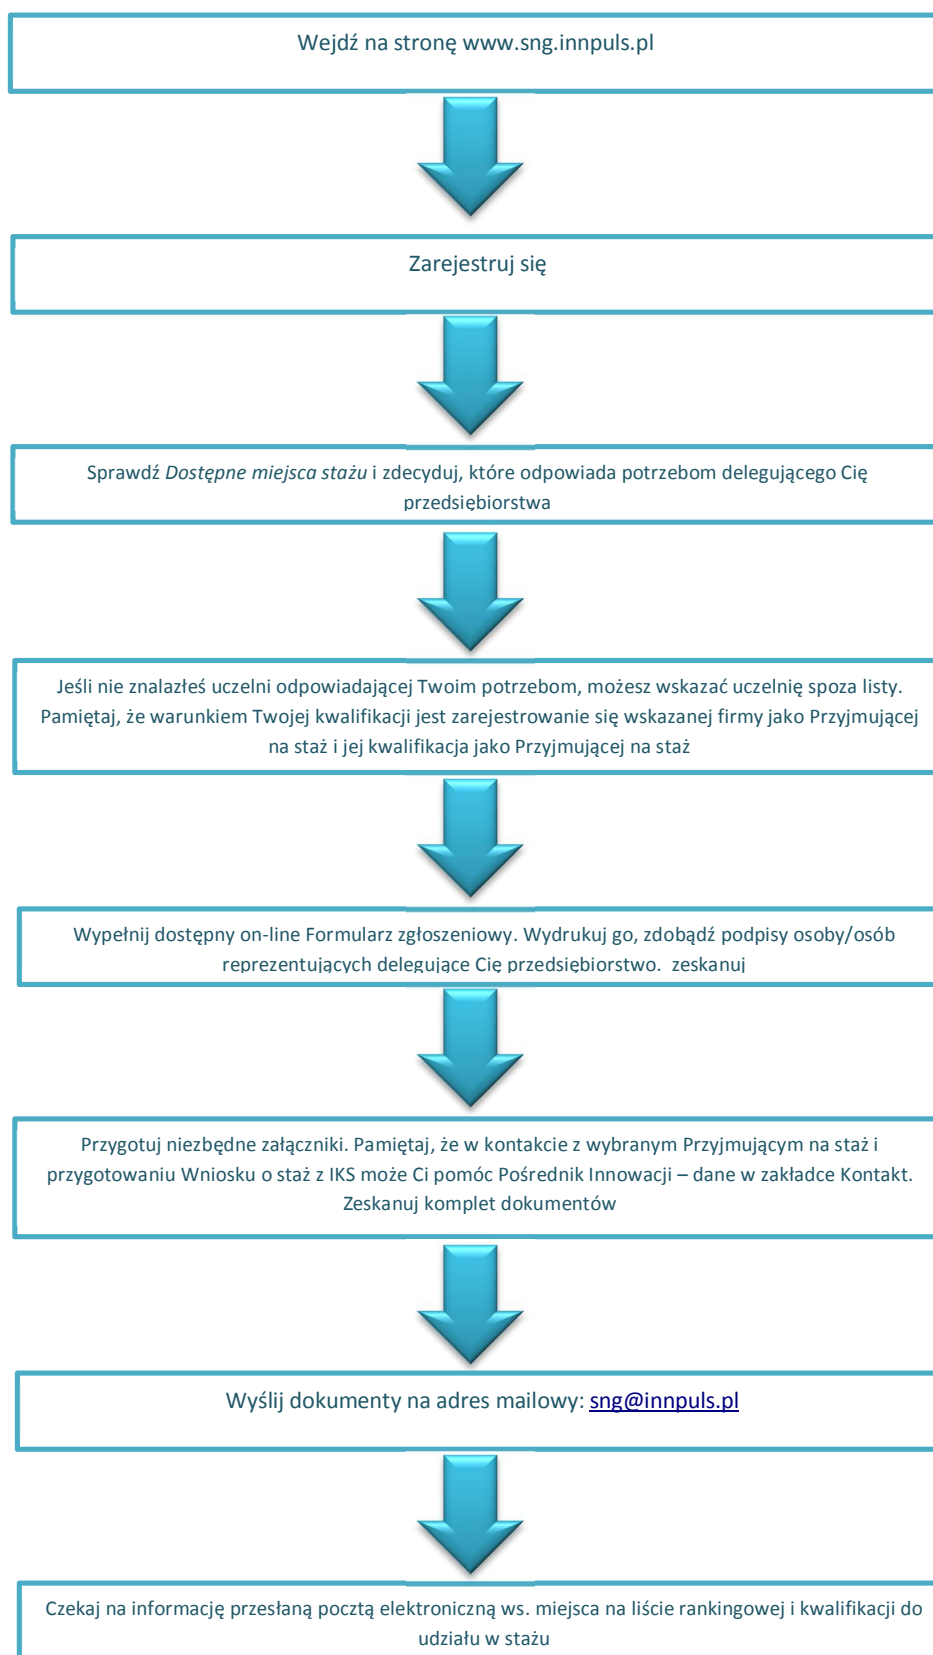 Wejdź na stronę www.sng.innpuls.pl
Zarejestruj się
Sprawdź Dostępne miejsca stażu i zdecyduj, które odpowiada potrzebom delegującego Cię
przedsiębiorstwa
Jeśli nie znalazłeś uczelni odpowiadającej Twoim potrzebom, możesz wskazać uczelnię spoza listy.
Pamiętaj, że warunkiem Twojej kwalifikacji jest zarejestrowanie się wskazanej firmy jako Przyjmującej
na staż i jej kwalifikacja jako Przyjmującej na staż
Wypełnij dostępny on-line Formularz zgłoszeniowy. Wydrukuj go, zdobądź podpisy osoby/osób
reprezentujących delegujące Cię przedsiębiorstwo. zeskanuj
Przygotuj niezbędne załączniki. Pamiętaj, że w kontakcie z wybranym Przyjmującym na staż i
przygotowaniu Wniosku o staż z IKS może Ci pomóc Pośrednik Innowacji – dane w zakładce Kontakt.
Zeskanuj komplet dokumentów
Wyślij dokumenty na adres mailowy: sng@innpuls.pl
Czekaj na informację przesłaną pocztą elektroniczną ws. miejsca na liście rankingowej i kwalifikacji do
udziału w stażu